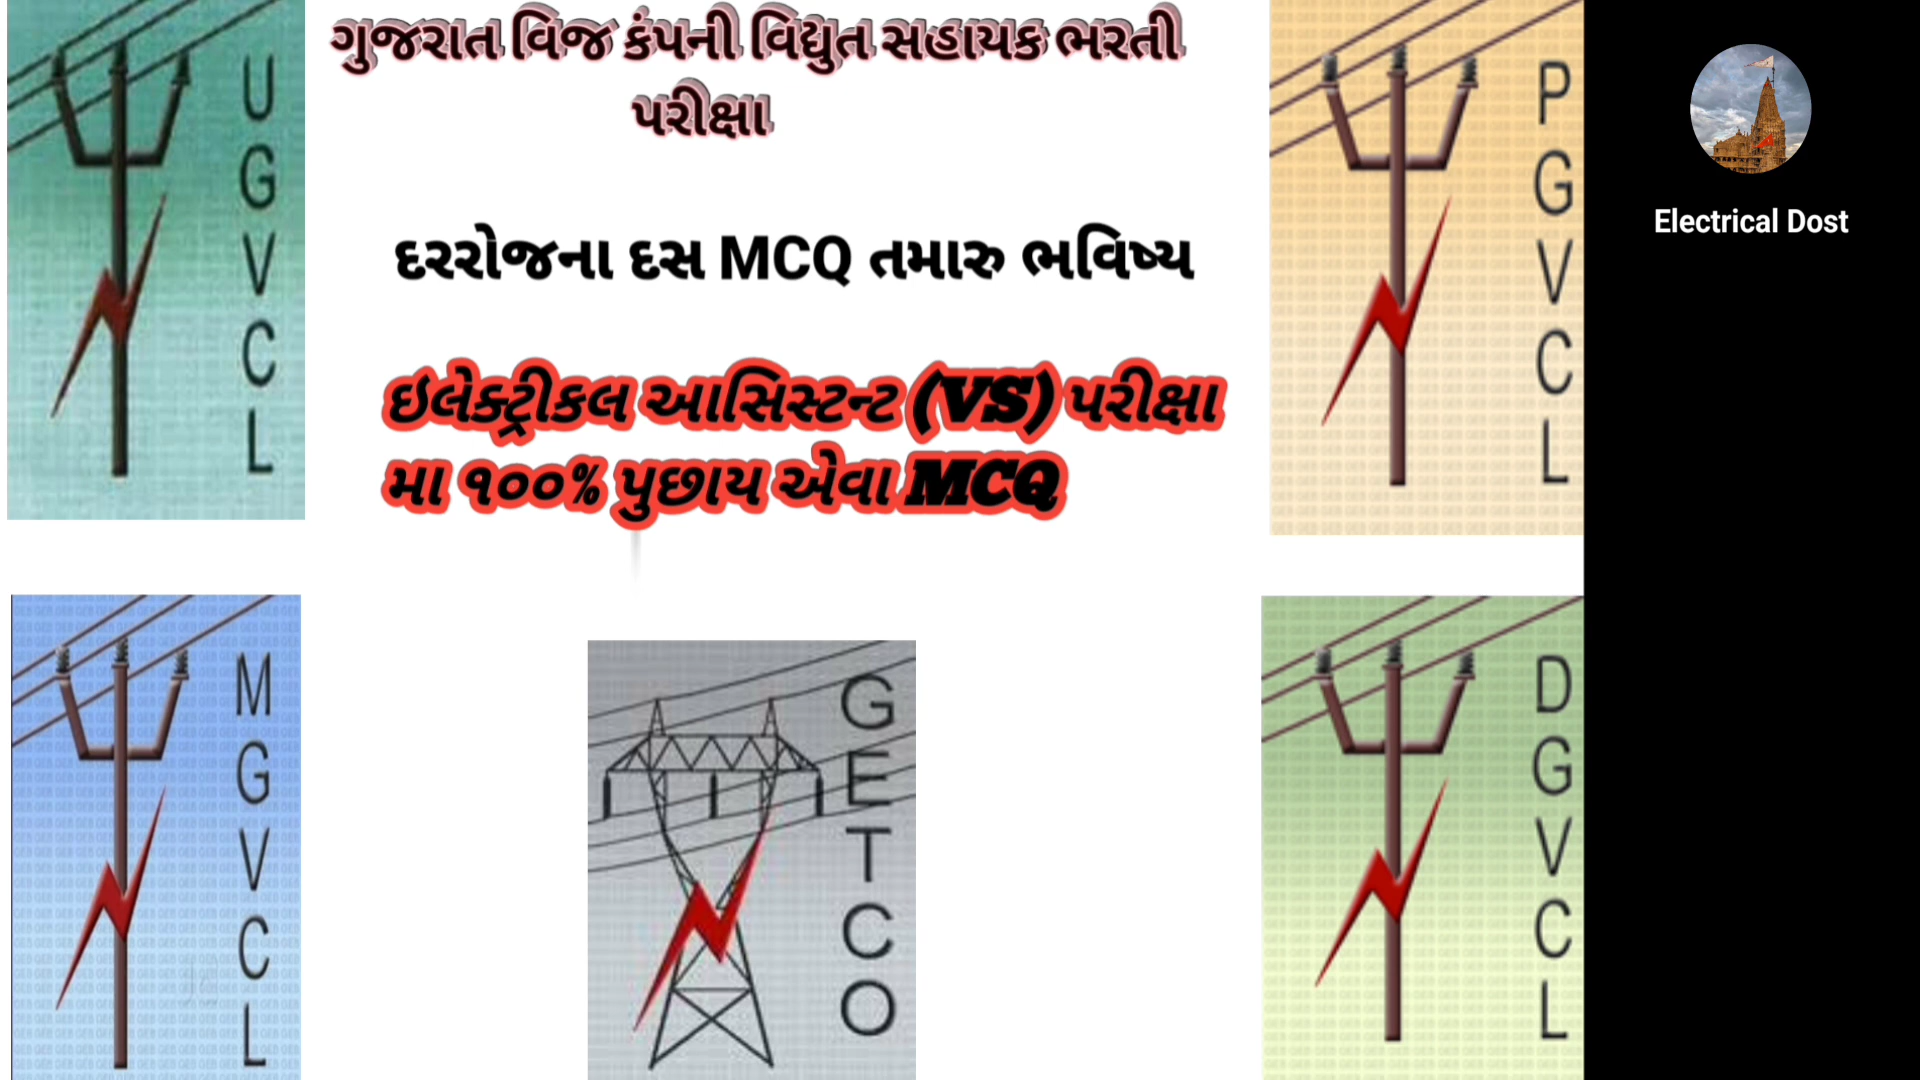 ગુજરાત વિજ કંપની વિદ્યુત સહાયક ભરતી
પરીક્ષા
દરરોજના દસ MCQ તમારુ ભવિષ્ય
ઇલેક્ટ્રીકલ આસિસ્ટન્ટ (VS) પરીક્ષા
મા ૧૦૦% પુછાય એવા MCQ
UGVCL
PGVCL
Electrical Dost
MGVCL
GETCO
DGVCL